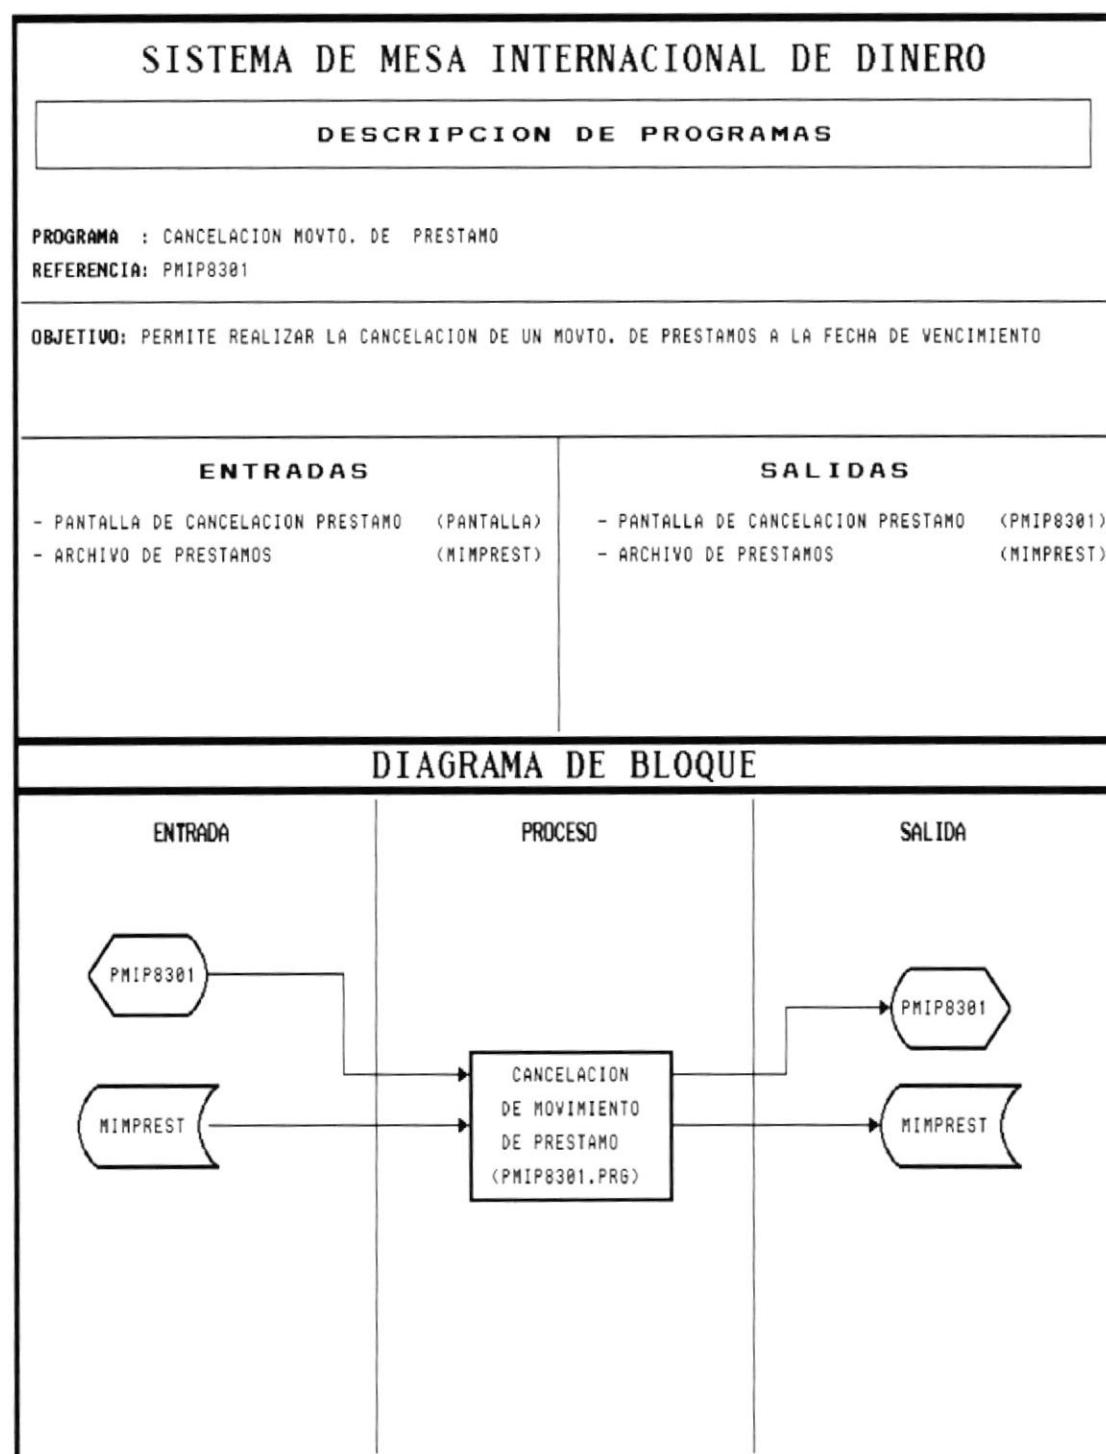 SISTEMA DE MESA INTERNACIONAL DE DINERO
DESCRIPCION DE PROGRAMAS
PROGRAMA : CANCELACION MOVTO. DE PRESTAMO
REFERENCIA: PMIP8301
OBJETIVO: PERMITE REALIZAR LA CANCELACION DE UN MOVTO. DE PRESTAMOS A LA FECHA DE VENCIMIENTO
ENTRADAS
- PANTALLA DE CANCELACION PRESTAMO (PANTALLA)
- ARCHIVO DE PRESTAMOS (MIMPREST)
SALIDAS
- PANTALLA DE CANCELACION PRESTAMO (PMIP8301)
- ARCHIVO DE PRESTAMOS (MIMPREST)
DIAGRAMA DE BLOQUE
ENTRADA
PROCESO
SALIDA
PMIP8301
MIMPREST
CANCELACION
DE MOVIMIENTO
DE PRESTAMO
(PMIP8301.PRG)
PMIP8301
MIMPREST